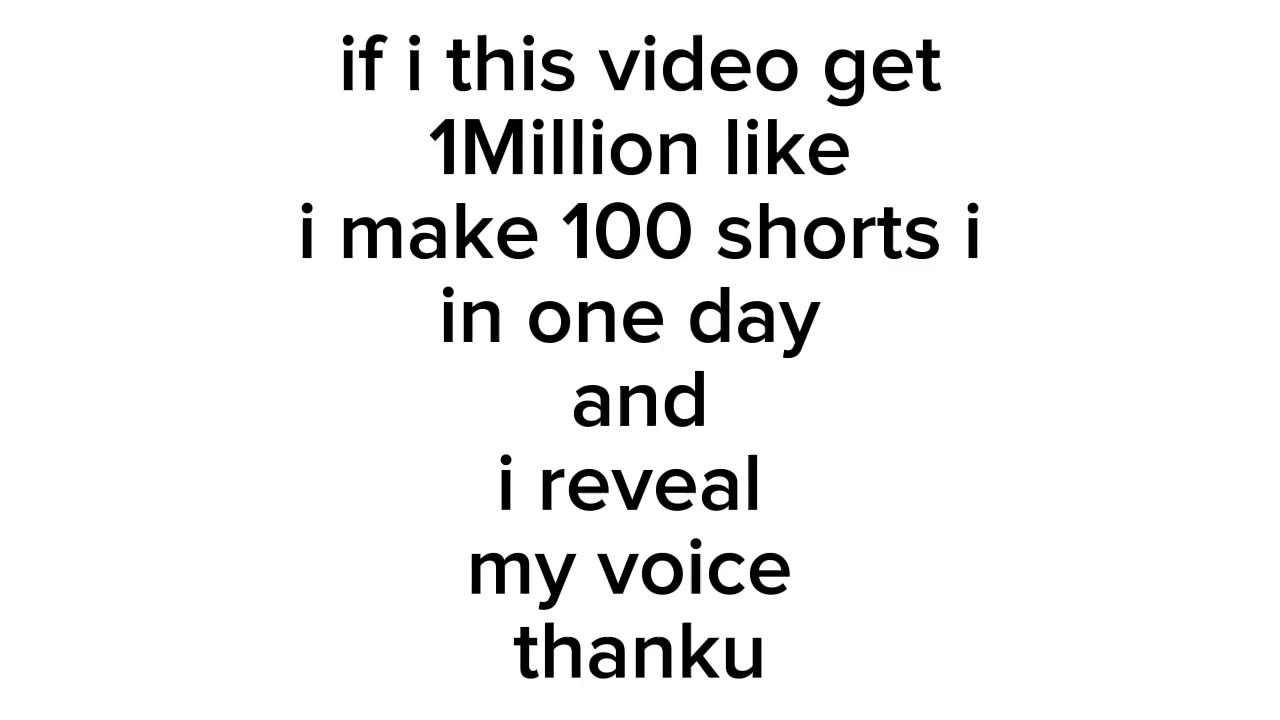 if i this video get
1Million like
i make 100 shorts i
in one day
and
i reveal
my voice
thanku